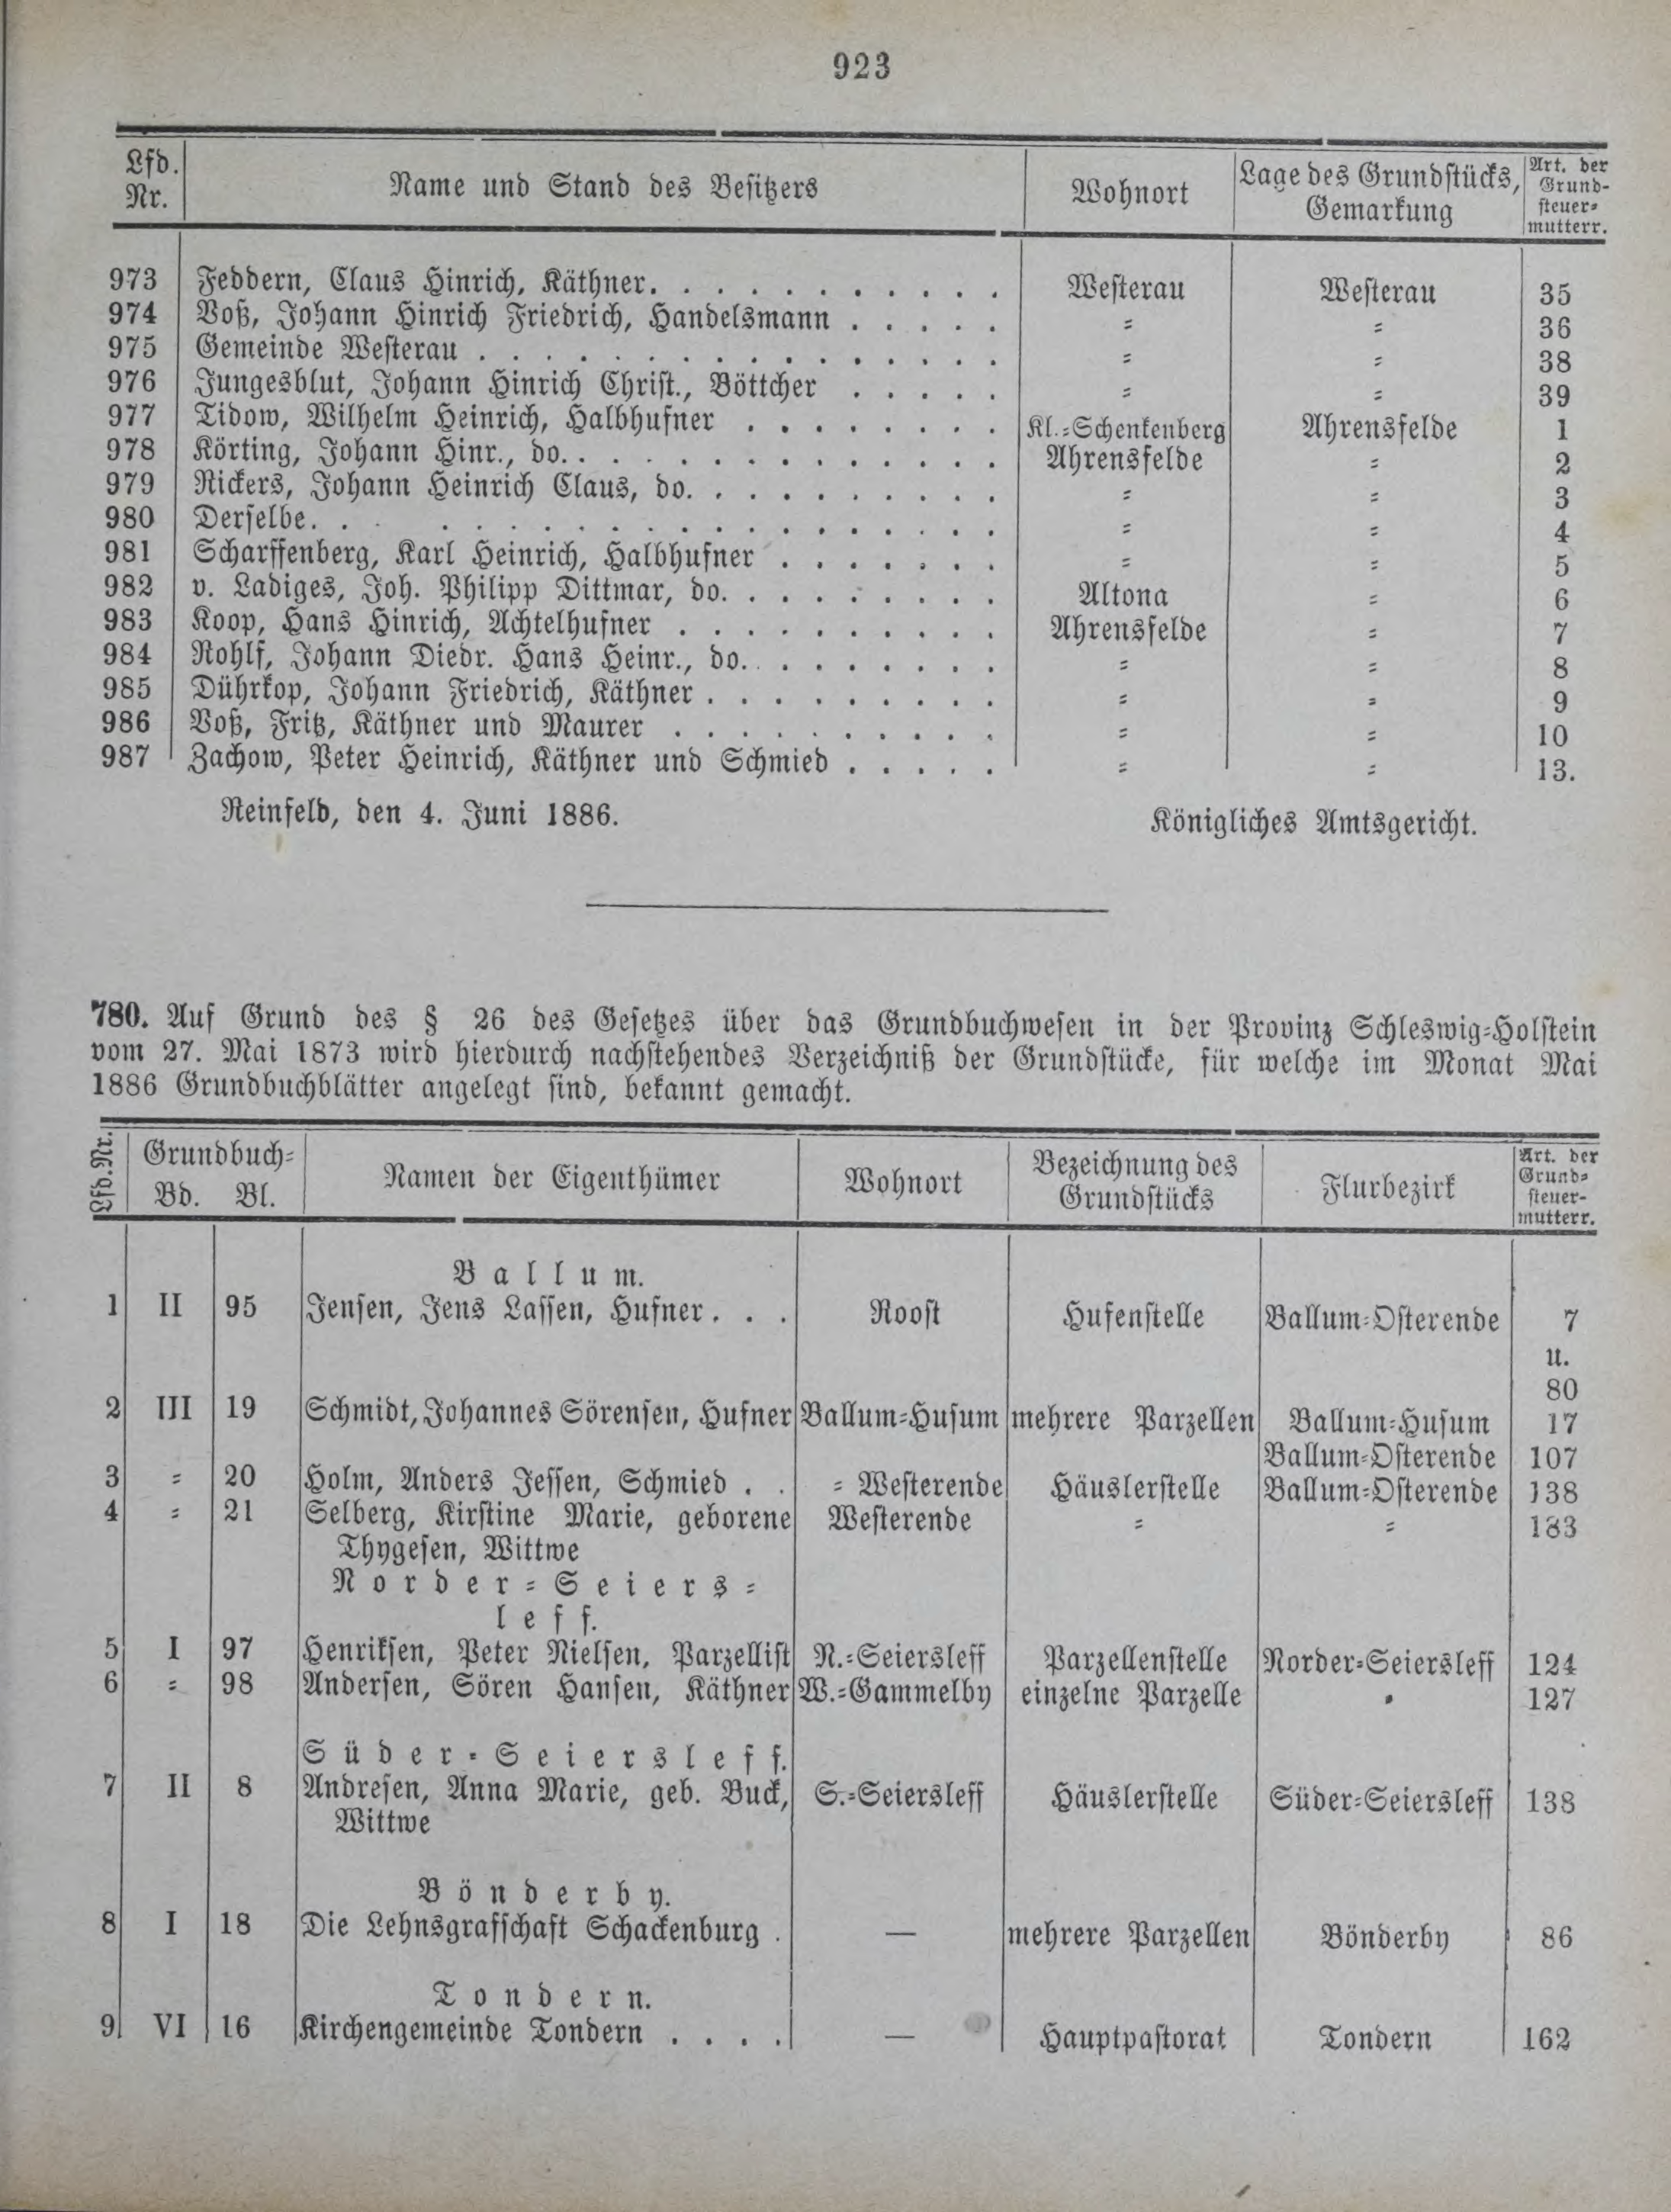 923
Lfd. Nr. Name und Stand des Besitzers Wohnort Lage des Grundstücks, Gemarkung Art. der Grund-steuer-mutterr.
973 Feddern, Claus Hinrich, Käthner. . . . . . . . . . . Westerau Westerau 35
974 Voß, Johann Hinrich Friedrich, Handelsmann . . . . . = = 36
975 Gemeinde Westerau . . . . . . . . . . . . . . . . = = 38
976 Jungesblut, Johann Hinrich Christ., Böttcher . . . . . = = 39
977 Tidow, Wilhelm Heinrich, Halbhufner . . . . . . . . Kl.=Schenkenberg Ahrensfelde 1
978 Körting, Johann Hinr., do. . . . . . . . . . . . . . Ahrensfelde = 2
979 Rickers, Johann Heinrich Claus, do. . . . . . . . . . = = 3
980 Derselbe. . . . . . . . . . . . . . . . . . . . = = 4
981 Scharffenberg, Karl Heinrich, Halbhufner . . . . . . . = = 5
982 v. Ladiges, Joh. Philipp Dittmar, do. . . . . . . . . Altona = 6
983 Koop, Hans Hinrich, Achtelhufner . . . . . . . . . . Ahrensfelde = 7
984 Rohlf, Johann Diedr. Hans Heinr., do. . . . . . . . . = = 8
985 Dührkop, Johann Friedrich, Käthner . . . . . . . . . = = 9
986 Voß, Fritz, Käthner und Maurer . . . . . . . . . . = = 10
987 Zachow, Peter Heinrich, Käthner und Schmied . . . . . = = 13.
Reinfeld, den 4. Juni 1886. Königliches Amtsgericht.
780. Auf Grund des § 26 des Gesetzes über das Grundbuchwesen in der Provinz Schleswig=Holstein
vom 27. Mai 1873 wird hierdurch nachstehendes Verzeichniß der Grundstücke, für welche im Monat Mai
1886 Grundbuchblätter angelegt sind, bekannt gemacht.
Lfd. Nr. Grundbuch= Bd. Bl. Namen der Eigenthümer Wohnort Bezeichnung des Grundstücks Flurbezirk Art. der Grund=steuer-mutterr.
Ballum.
1 II 95 Jensen, Jens Lassen, Hufner . . . Roost Hufenstelle Ballum=Osterende 7
u.
80
2 III 19 Schmidt, Johannes Sörensen, Hufner Ballum=Husum mehrere Parzellen Ballum=Husum 17
Ballum=Osterende 107
3 = 20 Holm, Anders Jessen, Schmied . . = Westerende Häuslerstelle Ballum=Osterende 138
4 = 21 Selberg, Kirstine Marie, geborene Westerende = = 183
Thygesen, Wittwe
Norder=Seiers=
leff.
5 I 97 Henriksen, Peter Nielsen, Parzellist N.=Seiersleff Parzellenstelle Norder=Seiersleff 124
6 = 98 Andersen, Sören Hansen, Käthner W.=Gammelby einzelne Parzelle = 127
Süder=Seiersleff.
7 II 8 Andresen, Anna Marie, geb. Buck, S.=Seiersleff Häuslerstelle Süder=Seiersleff 138
Wittwe
Bönderby.
8 I 18 Die Lehnsgrafschaft Schackenburg . — mehrere Parzellen Bönderby 86
Tondern.
9 VI 16 Kirchengemeinde Tondern . . . . — Hauptpastorat Tondern 162